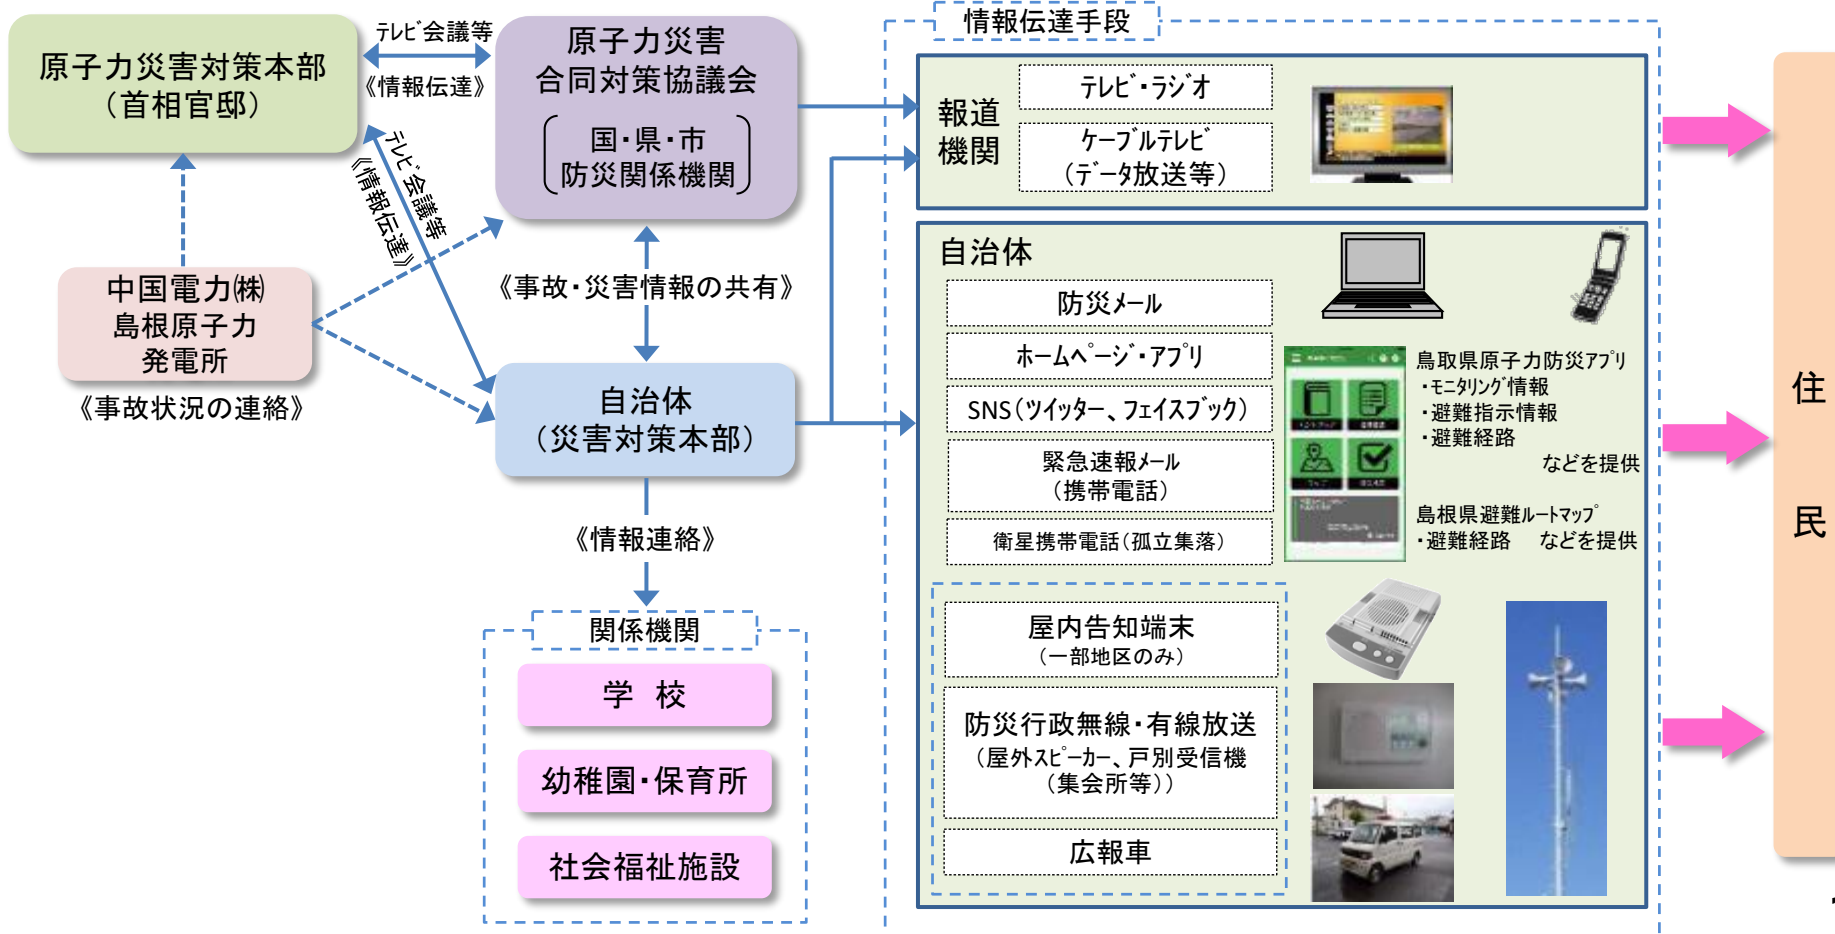 原子力災害対策本部
（首相官邸）
テレビ会議等
《情報伝達》
原子力災害
合同対策協議会
国・県・市
防災関係機関
テレビ会議等
《情報伝達》
中国電力㈱
島根原子力
発電所
《事故状況の連絡》
《事故・災害情報の共有》
自治体
（災害対策本部）
《情報連絡》
関係機関
学 校
幼稚園・保育所
社会福祉施設
情報伝達手段
報道
機関
テレビ・ラジオ
ケーブルテレビ
（データ放送等）
自治体
防災メール
ホームページ・アプリ
SNS（ツイッター、フェイスブック）
緊急速報メール
（携帯電話）
衛星携帯電話（孤立集落）
鳥取県原子力防災アプリ
・モニタリング情報
・避難指示情報
・避難経路
などを提供
島根県避難ルートマップ
・避難経路 などを提供
屋内告知端末
（一部地区のみ）
防災行政無線・有線放送
（屋外スピーカー、戸別受信機
（集会所等））
広報車
住
民